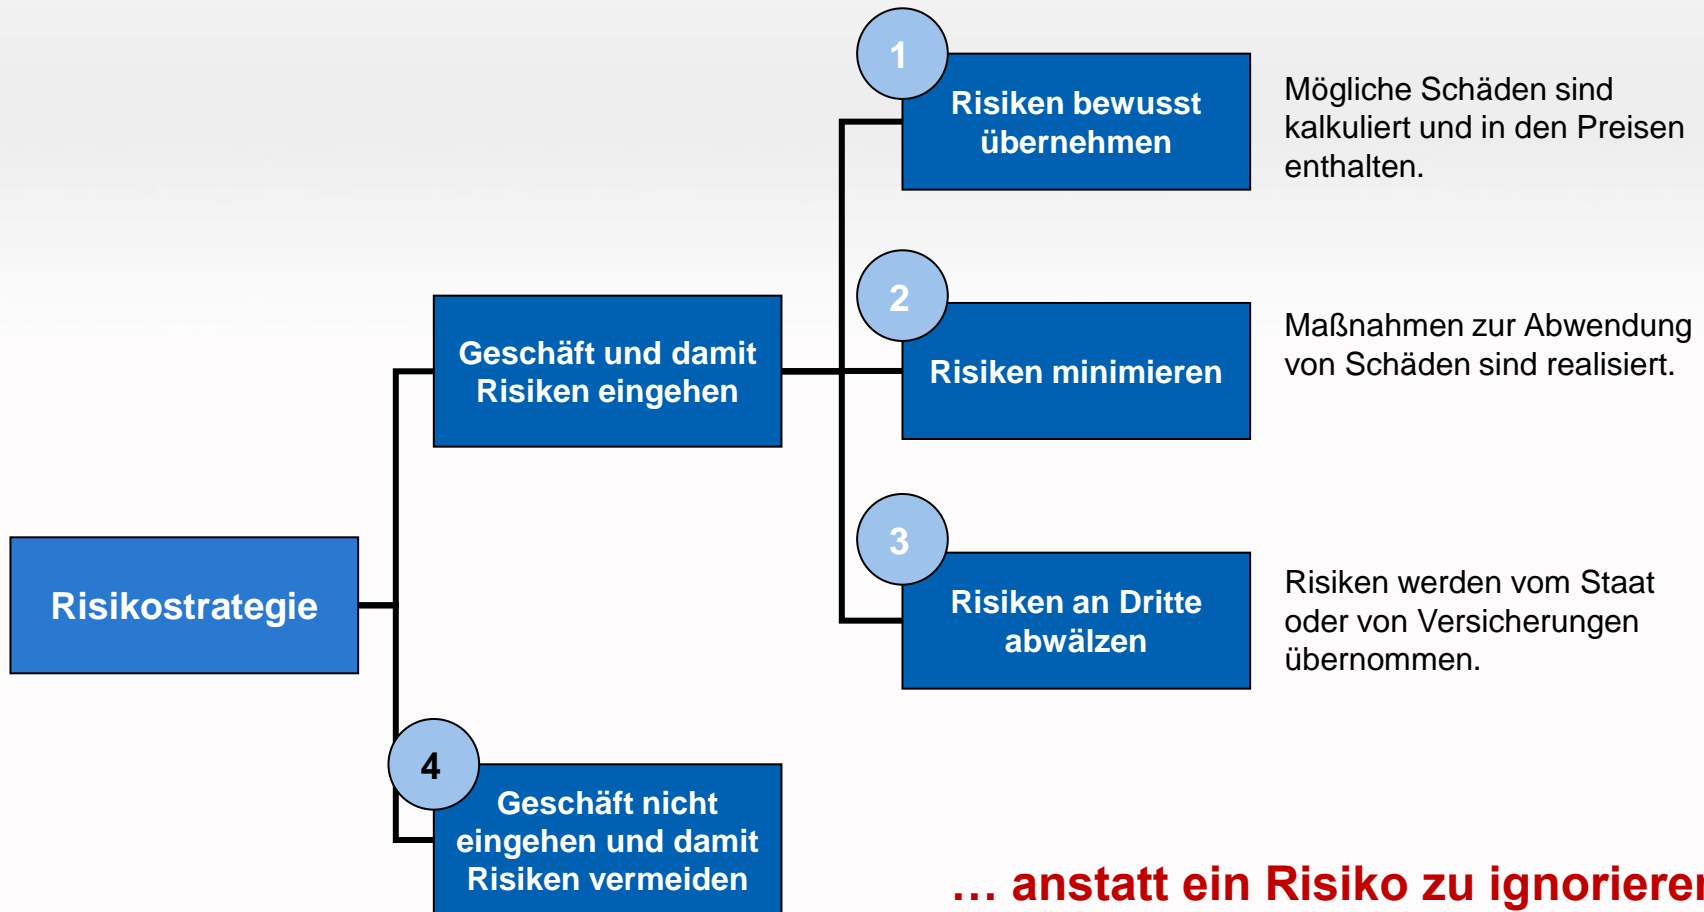 1
Risiken bewusst
übernehmen
Mögliche Schäden sind
kalkuliert und in den Preisen
enthalten.
2
Risiken minimieren
Maßnahmen zur Abwendung
von Schäden sind realisiert.
Geschäft und damit
Risiken eingehen
3
Risiken an Dritte
abwälzen
Risiken werden vom Staat
oder von Versicherungen
übernommen.
Risikostrategie
4
Geschäft nicht
eingehen und damit
Risiken vermeiden
… anstatt ein Risiko zu ignorieren